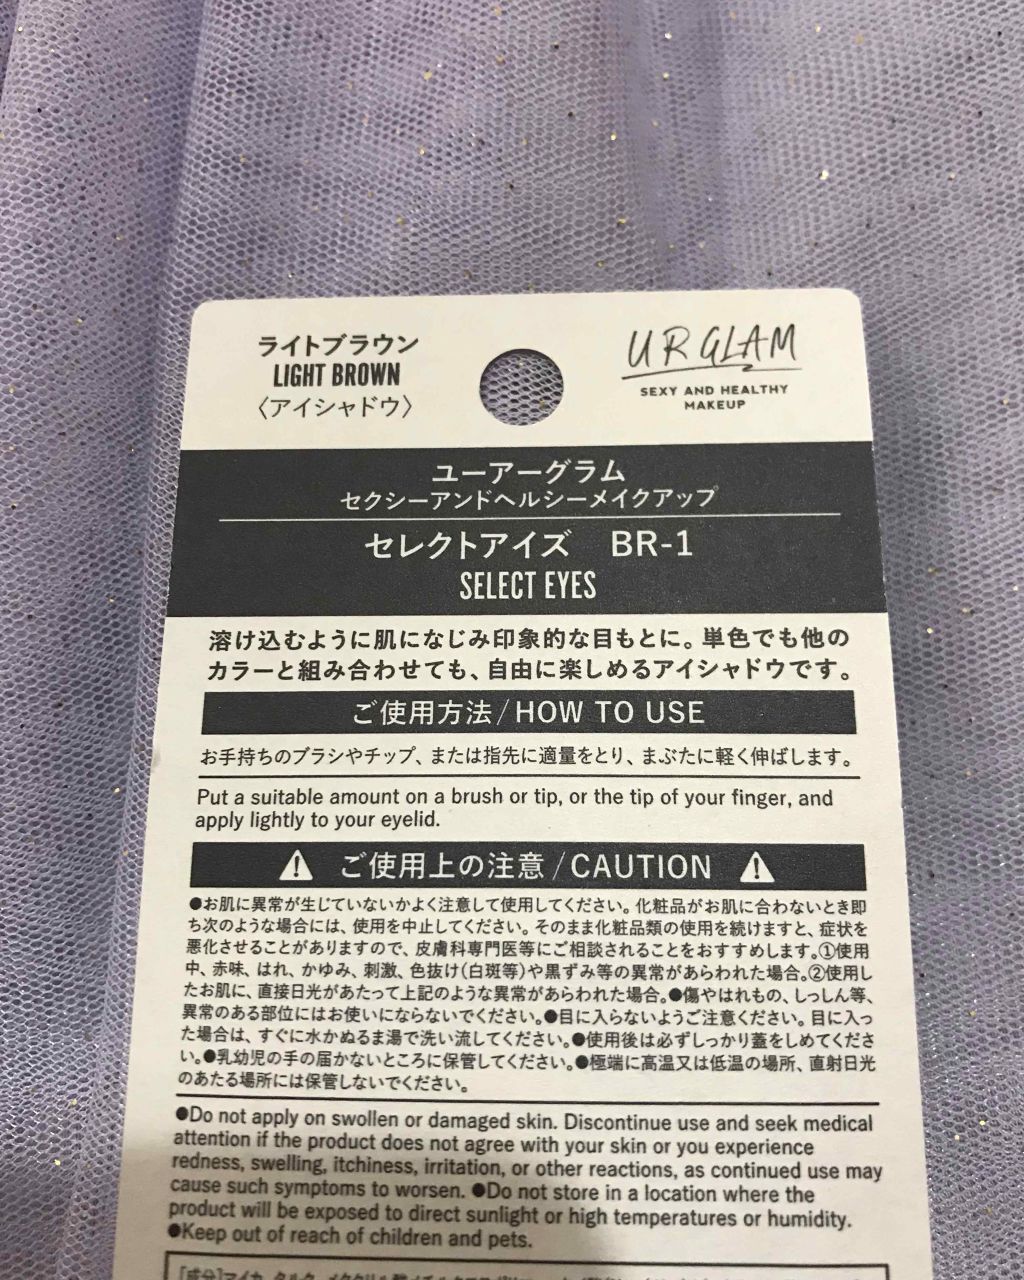 ライトブラウン
LIGHT BROWN
〈アイシャドウ〉
UR GLAM
SEXY AND HEALTHY
MAKEUP
ユーアーグラム
セクシーアンドヘルシーメイクアップ
セレクトアイズ BR-1
SELECT EYES
溶け込むように肌になじみ印象的な目もとに。単色でも他の
カラーと組み合わせても、自由に楽しめるアイシャドウです。
ご使用方法/HOW TO USE
お手持ちのブラシやチップ、または指先に適量をとり、まぶたに軽く伸ばします。
Put a suitable amount on a brush or tip, or the tip of your finger, and
apply lightly to your eyelid.
ご使用上の注意/CAUTION
●お肌に異常が生じていないかよく注意して使用してください。化粧品がお肌に合わないとき即
ち次のような場合には、使用を中止してください。そのまま化粧品類の使用を続けますと、症状を
悪化させることがありますので、皮膚科専門医等にご相談されることをおすすめします。①使用
中、赤味、はれ、かゆみ、刺激、色抜け(白斑等)や黒ずみ等の異常があらわれた場合。②使用し
たお肌に、直接日光があたって上記のような異常があらわれた場合。●傷やはれもの、しっしん等、
異常のある部位にはお使いにならないでください。●目に入らないようご注意ください。目に入っ
た場合は、すぐに水かぬるま湯で洗い流してください。●使用後は必ずしっかり蓋をしめてくださ
い。●乳幼児の手の届かないところに保管してください。●極端に高温又は低温の場所、直射日光
のあたる場所には保管しないでください。
●Do not apply on swollen or damaged skin. Discontinue use and seek medical
attention if the product does not agree with your skin or you experience
redness, swelling, itchiness, irritation, or other reactions, as continued use may
cause such symptoms to worsen. ●Do not store in a location where the
product will be exposed to direct sunlight or high temperatures or humidity.
●Keep out of reach of children and pets.
[成分]マイカ、タルク、